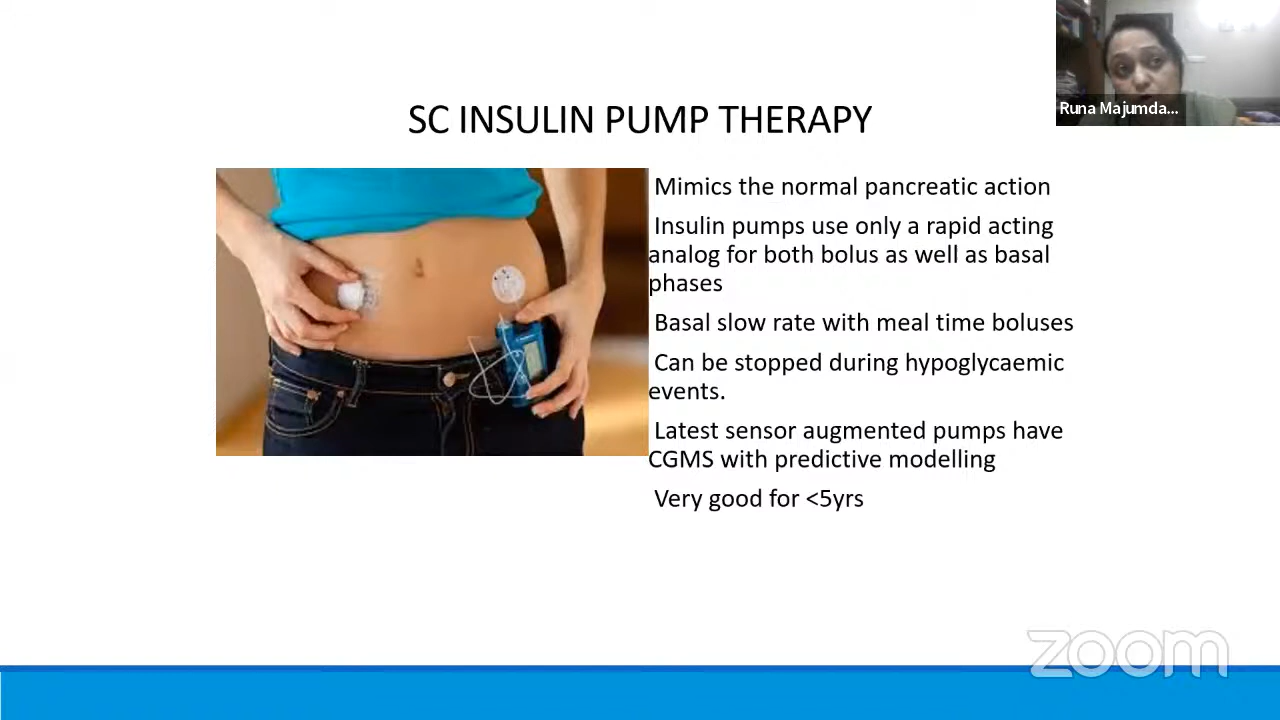 Runa Majumda...
SC INSULIN PUMP THERAPY
Mimics the normal pancreatic action
Insulin pumps use only a rapid acting
analog for both bolus as well as basal
phases
Basal slow rate with meal time boluses
Can be stopped during hypoglycaemic
events.
Latest sensor augmented pumps have
CGMS with predictive modelling
Very good for <5yrs
zoom